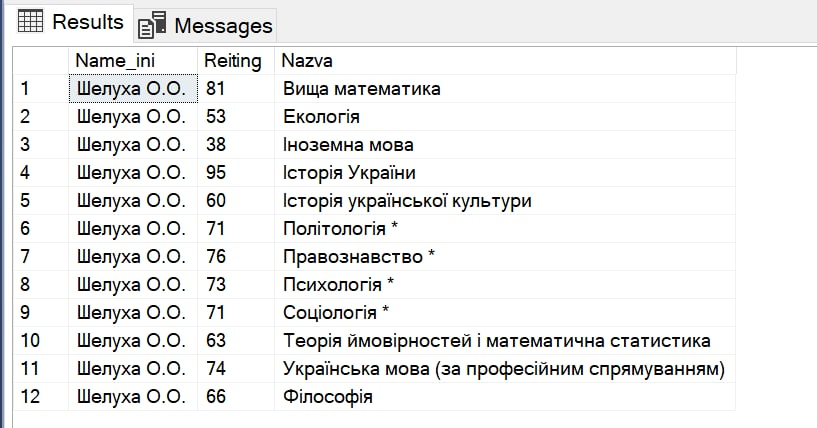 Results Messages
Name_ini Reiting Nazva
1 Шелуха О.О. 81 Вища математика
2 Шелуха О.О. 53 Екологія
3 Шелуха О.О. 38 Іноземна мова
4 Шелуха О.О. 95 Історія України
5 Шелуха О.О. 60 Історія української культури
6 Шелуха О.О. 71 Політологія *
7 Шелуха О.О. 76 Правознавство *
8 Шелуха О.О. 73 Психологія *
9 Шелуха О.О. 71 Соціологія *
10 Шелуха О.О. 63 Теорія ймовірностей і математична статистика
11 Шелуха О.О. 74 Українська мова (за професійним спрямуванням)
12 Шелуха О.О. 66 Філософія